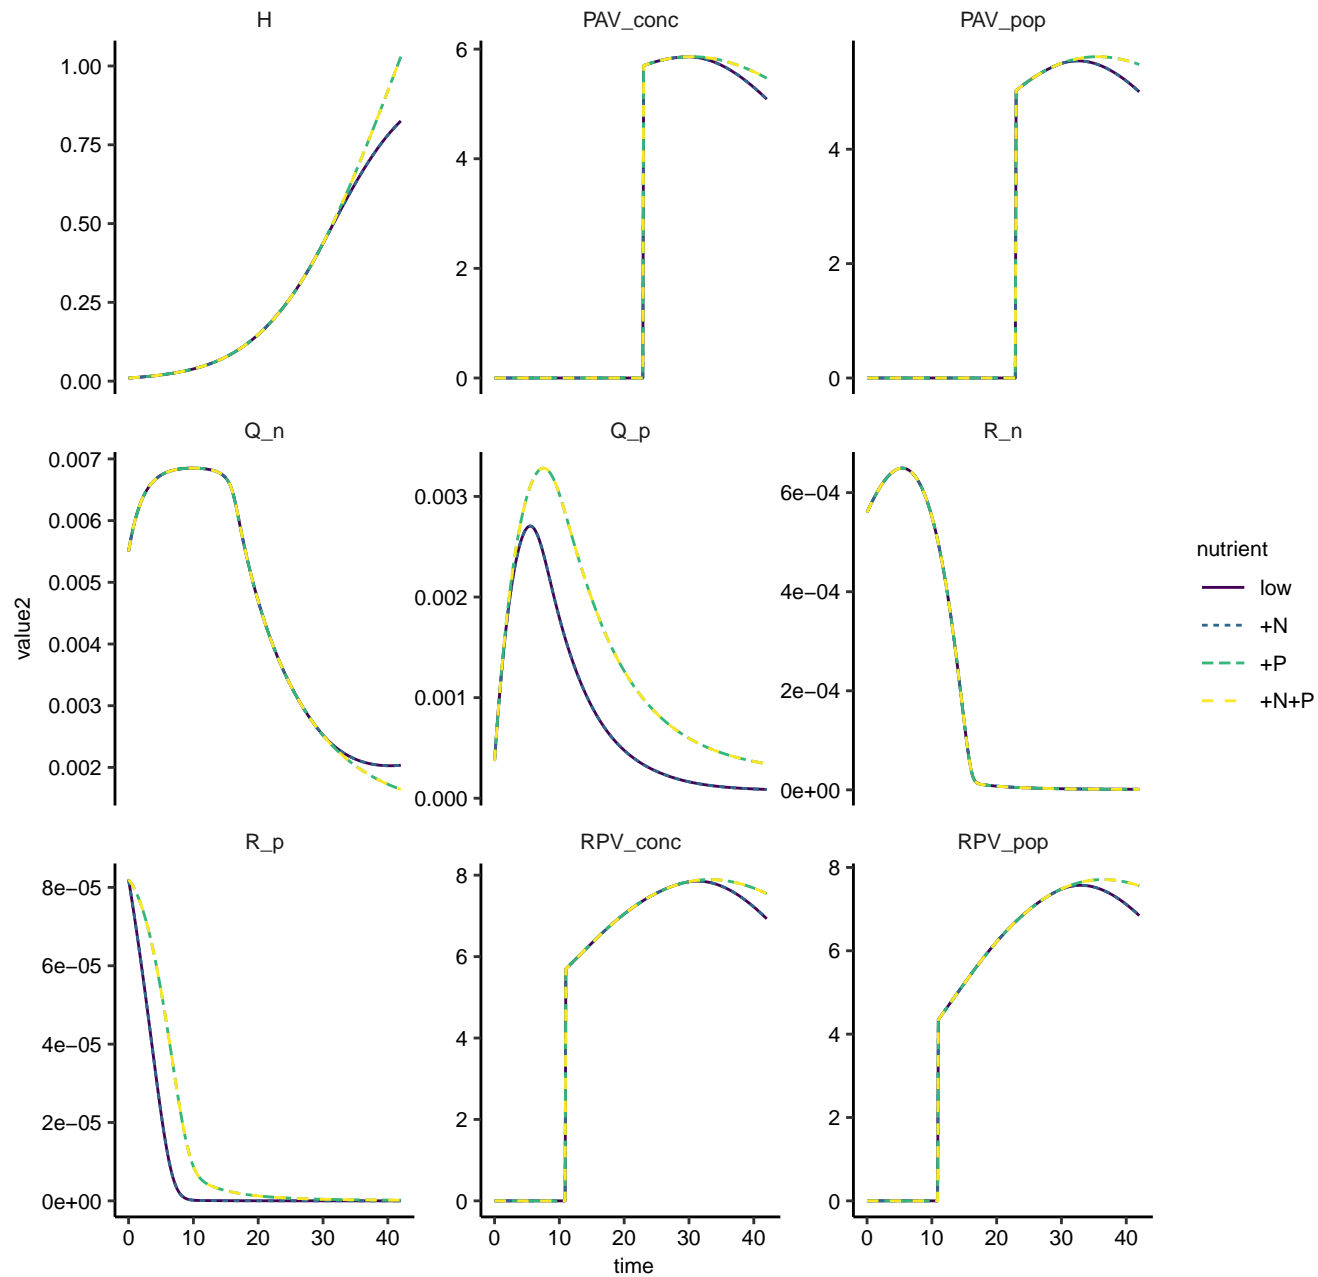 H
PAV_conc
PAV_pop
1.00
0.75
0.50
0.25
0.00
6
4
2
0
4
2
0
Q_n
Q_p
R_n
0.007
0.006
0.005
0.004
0.003
0.002
0.003
0.002
0.001
0.000
6e−04
4e−04
2e−04
0e+00
R_p
RPV_conc
RPV_pop
8e−05
6e−05
4e−05
2e−05
0e+00
8
6
4
2
0
8
6
4
2
0
0 10 20 30 40
0 10 20 30 40
0 10 20 30 40
time
value2
nutrient
low
+N
+P
+N+P